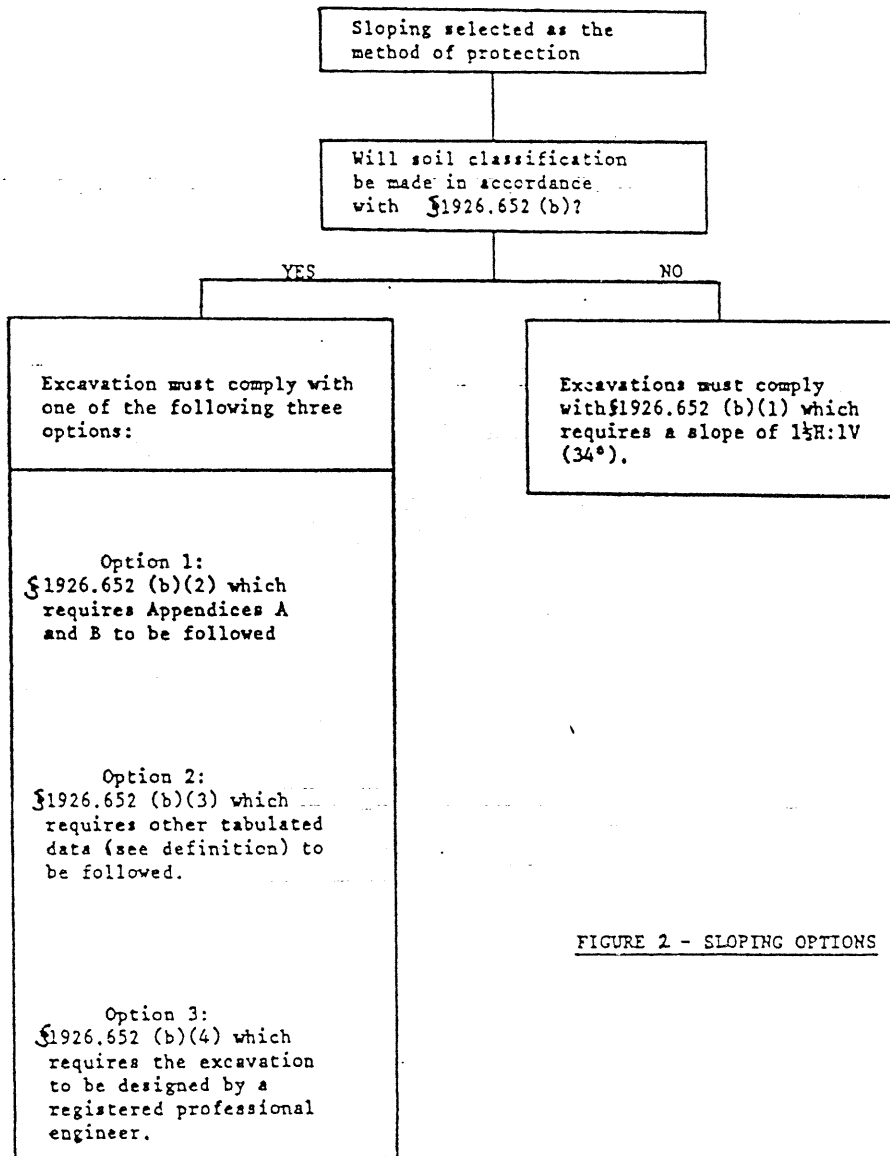 Sloping selected as the
method of protection
Will soil classification
be made in accordance
with §1926.652 (b)?
YES
NO
Excavation must comply with
one of the following three
options:
Excavations must comply
with §1926.652 (b)(1) which
requires a slope of 1½H:1V
(34°).
Option 1:
§1926.652 (b)(2) which
requires Appendices A
and B to be followed
Option 2:
§1926.652 (b)(3) which
requires other tabulated
data (see definition) to
be followed.
Option 3:
§1926.652 (b)(4) which
requires the excavation
to be designed by a
registered professional
engineer.
FIGURE 2 - SLOPING OPTIONS